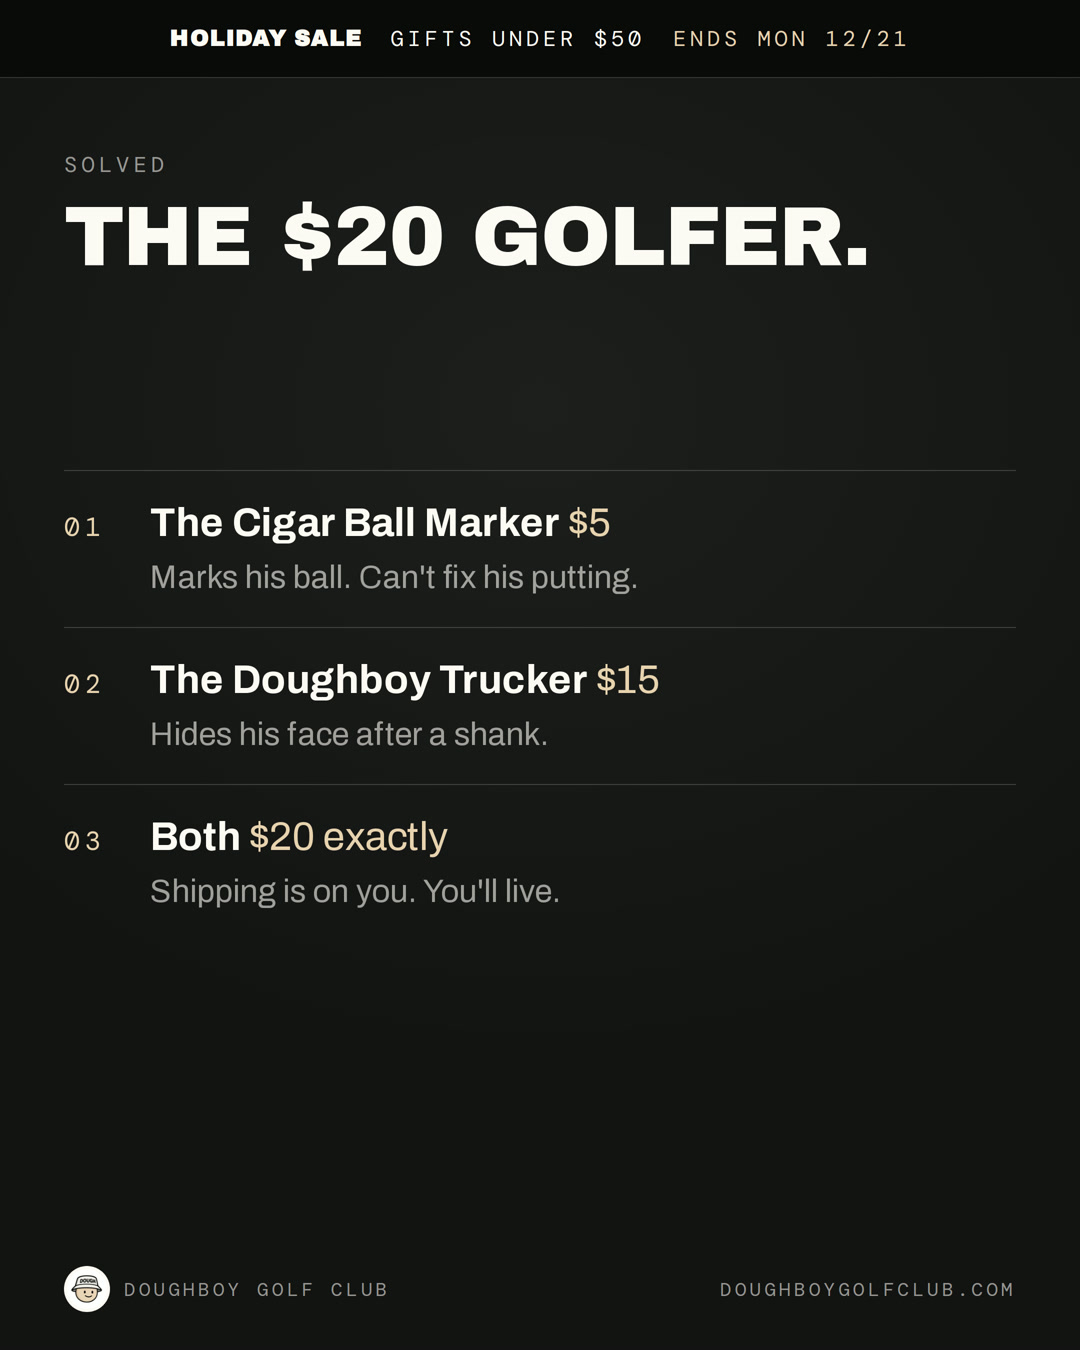 HOLIDAY SALE GIFTS UNDER $50 ENDS MON 12/21
SOLVED
THE $20 GOLFER.
01 The Cigar Ball Marker $5
Marks his ball. Can't fix his putting.
02 The Doughboy Trucker $15
Hides his face after a shank.
03 Both $20 exactly
Shipping is on you. You'll live.
DOUGH
DOUGHBOY GOLF CLUB DOUGHBOYGOLFCLUB.COM